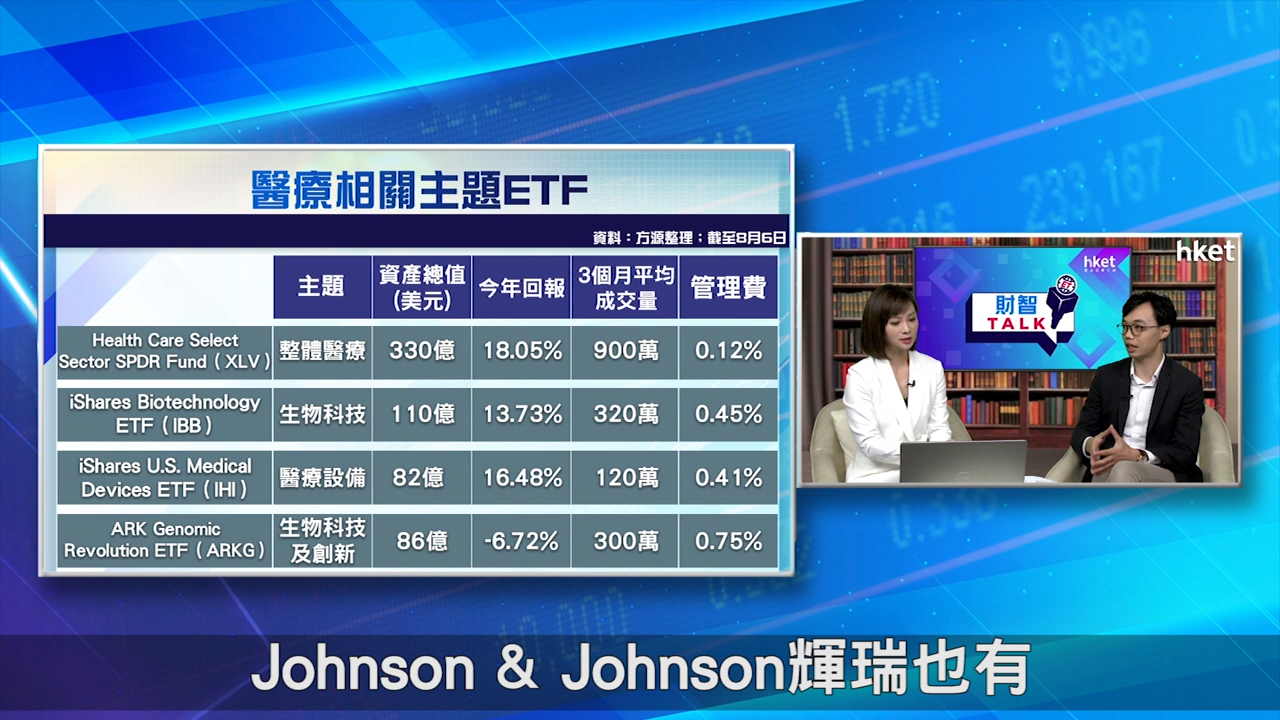 醫療相關主題ETF
資料：方源整理；截至8月6日
主題
資產總值
(美元)
今年回報
3個月平均
成交量
管理費
Health Care Select
Sector SPDR Fund（XLV）
整體醫療
330億
18.05%
900萬
0.12%
iShares Biotechnology
ETF（IBB）
生物科技
110億
13.73%
320萬
0.45%
iShares U.S. Medical
Devices ETF（IHI）
醫療設備
82億
16.48%
120萬
0.41%
ARK Genomic
Revolution ETF（ARKG）
生物科技
及創新
86億
-6.72%
300萬
0.75%
hket
hket
財智
TALK
9,996
1.720
233,167
Johnson & Johnson輝瑞也有